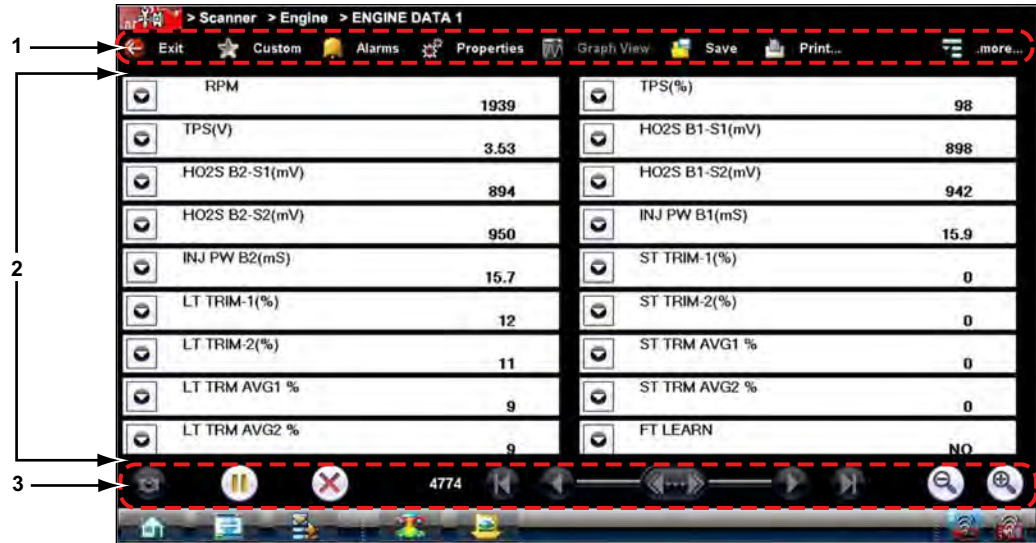 > Scanner > Engine > ENGINE DATA 1
1
Exit Custom Alarms Properties Graph View Save Print... .more...
2
RPM 1939
TPS(%) 98
TPS(V) 3.53
HO2S B1-S1(mV) 898
HO2S B2-S1(mV) 894
HO2S B1-S2(mV) 942
HO2S B2-S2(mV) 950
INJ PW B1(mS) 15.9
INJ PW B2(mS) 15.7
ST TRIM-1(%) 0
LT TRIM-1(%) 12
ST TRIM-2(%) 0
LT TRIM-2(%) 11
ST TRM AVG1 % 0
LT TRM AVG1 % 9
ST TRM AVG2 % 0
LT TRM AVG2 % 9
FT LEARN NO
3
4774